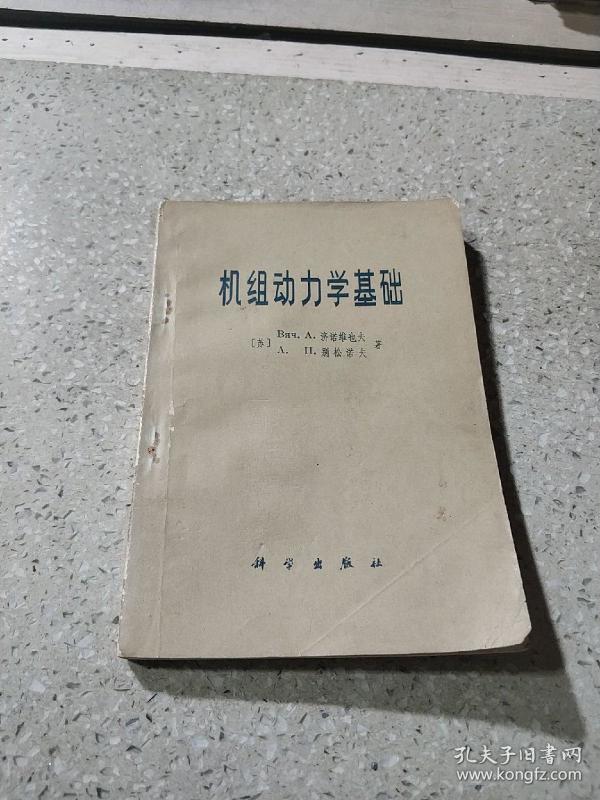 机组动力学基础
[苏] Вяч. А. 济诺维也夫
А. П. 别松诺夫 著
科学出版社
孔夫子旧书网
www.kongfz.com